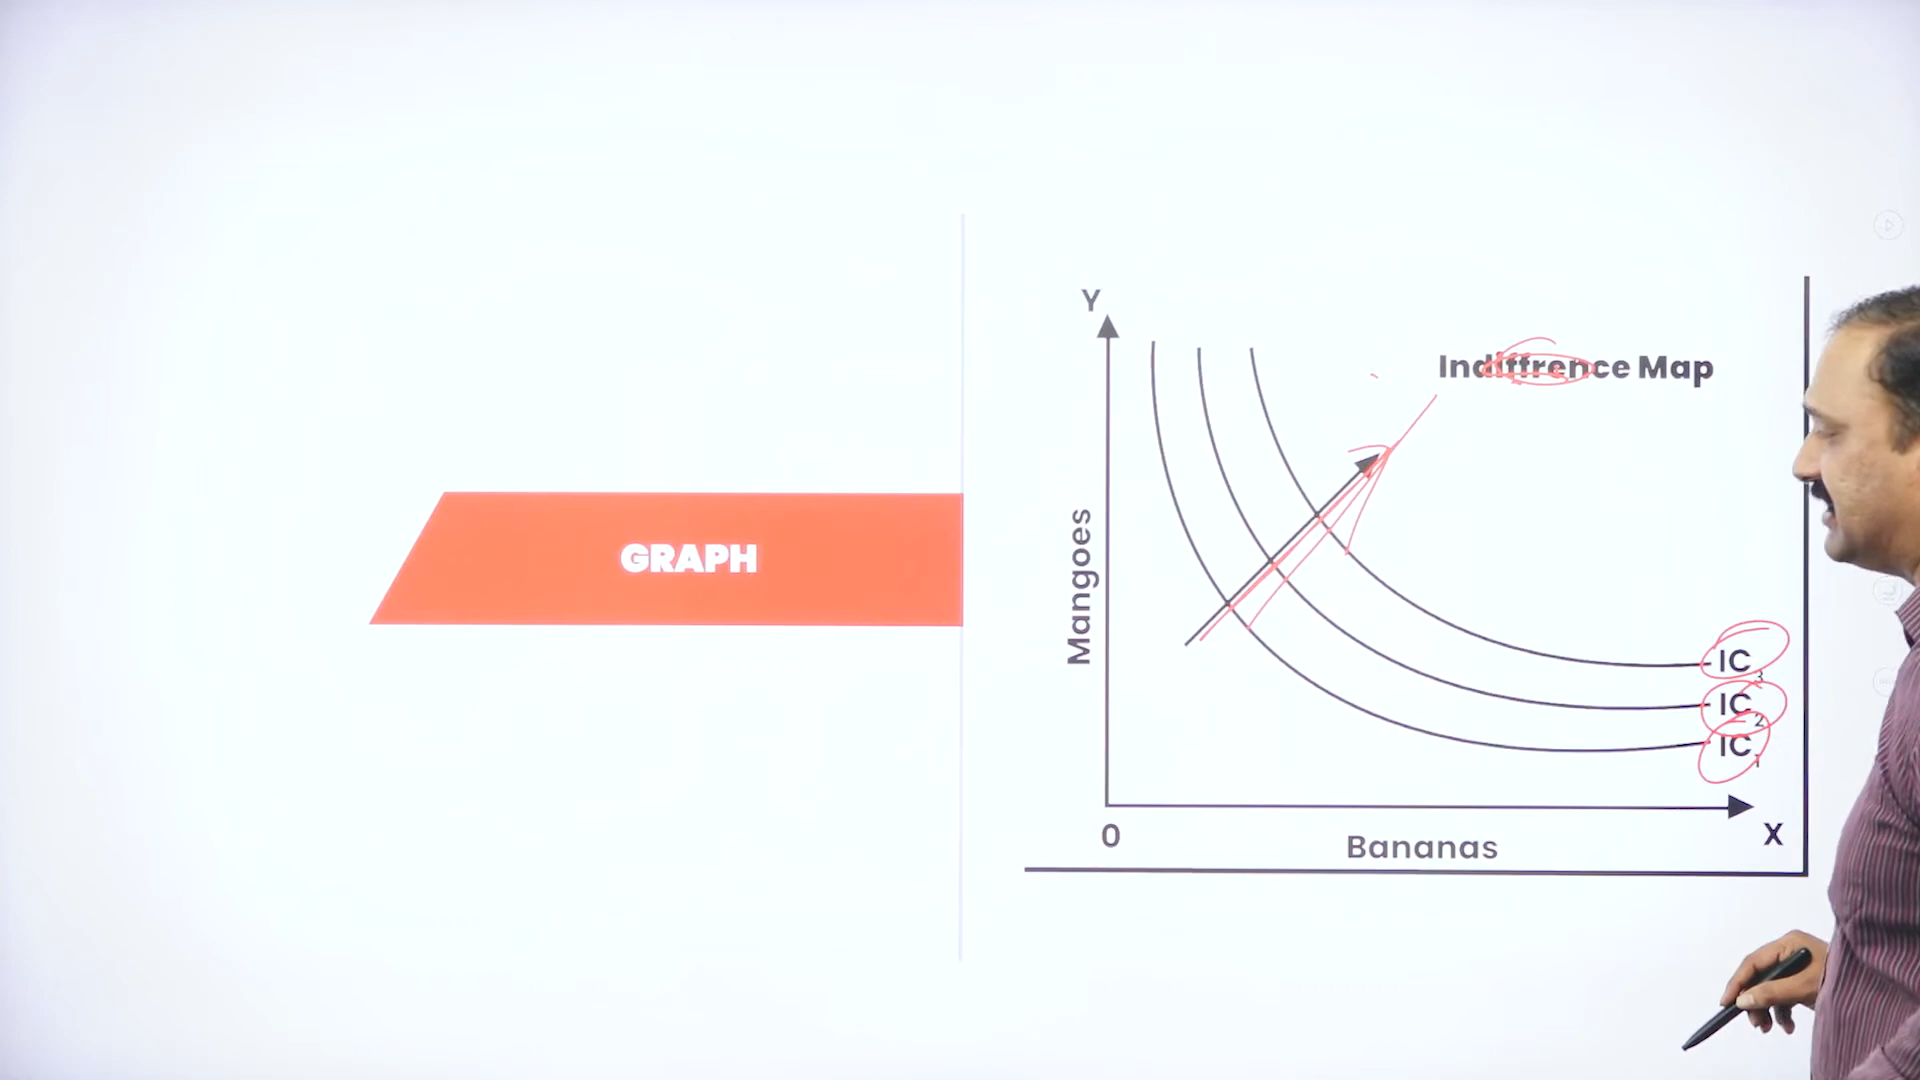 GRAPH
Y
Indiffrence Map
Mangoes
IC3
IC2
IC1
0
Bananas
X